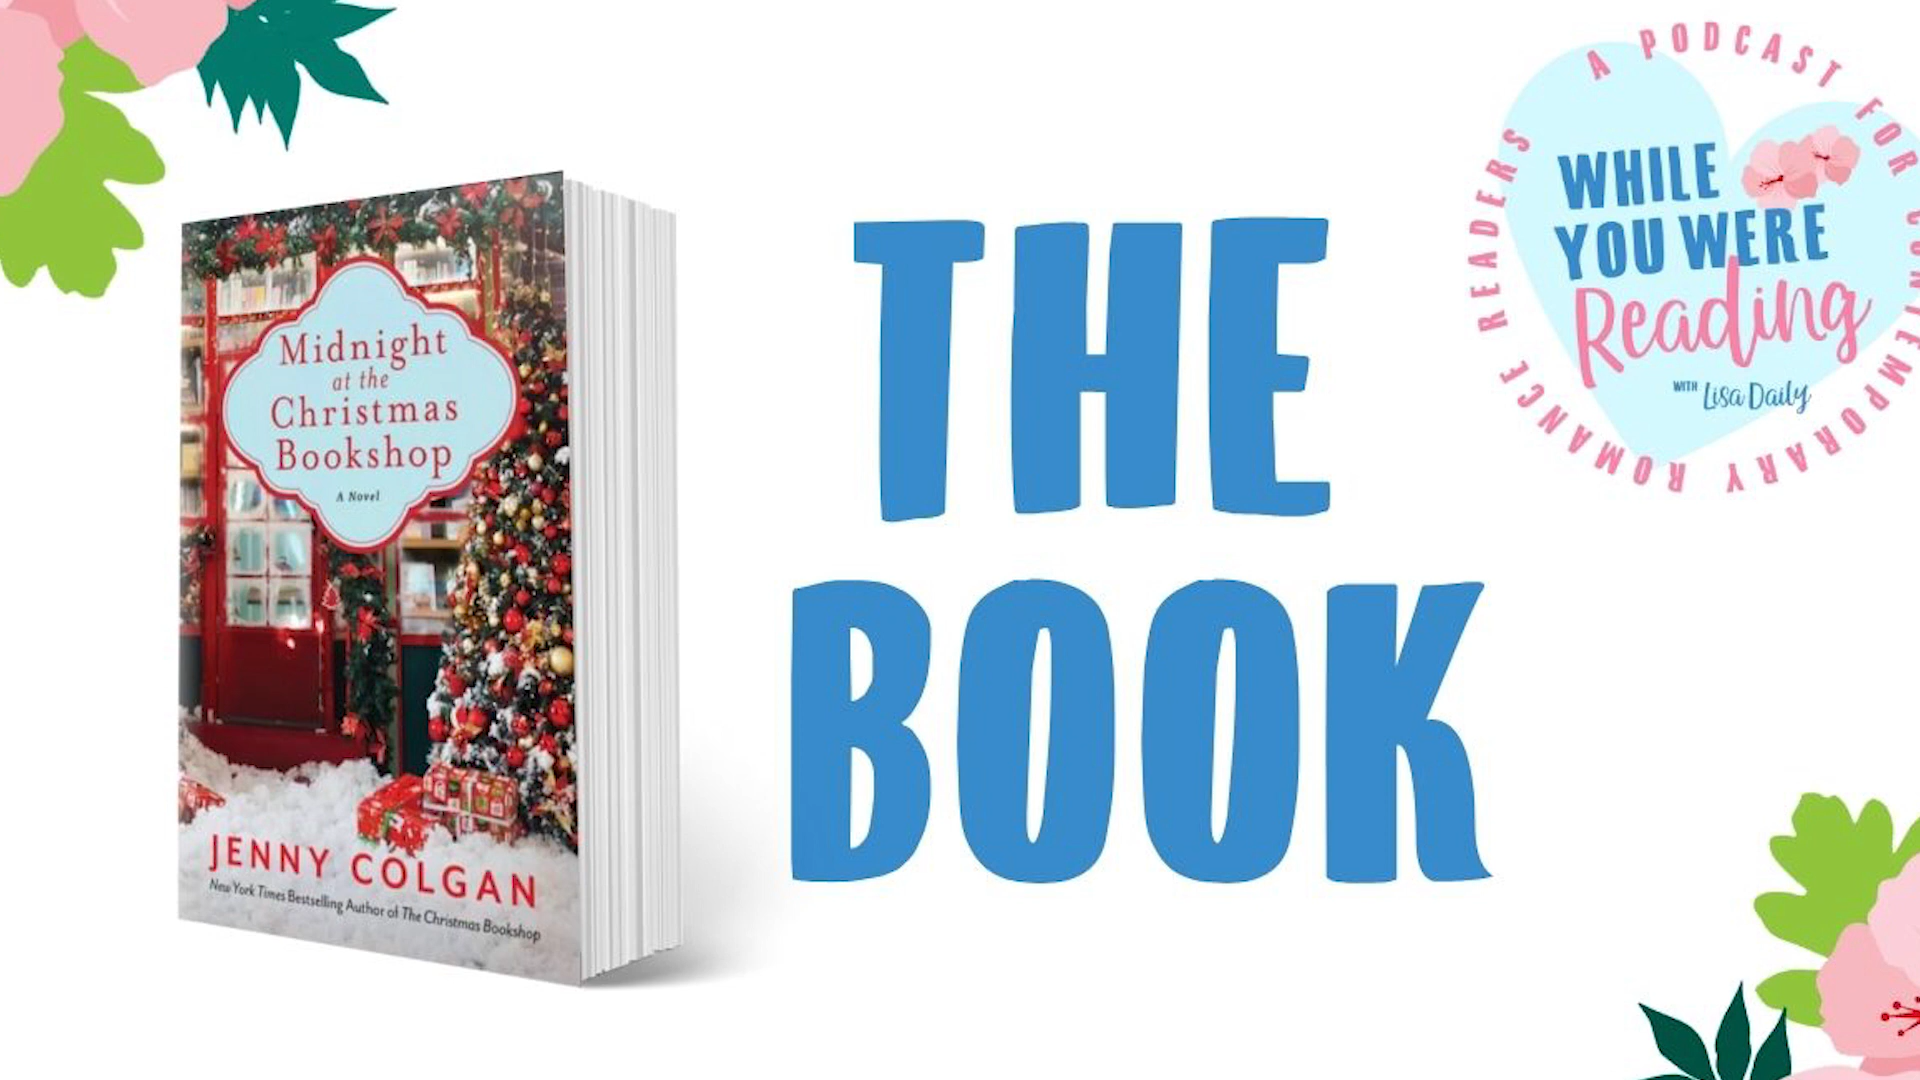 Midnight
at the
Christmas
Bookshop
A Novel
JENNY COLGAN
New York Times Bestselling Author of The Christmas Bookshop
THE
BOOK
A PODCAST FOR CONTEMPORARY ROMANCE READERS
WHILE
YOU WERE
Reading
WITH Lisa Daily